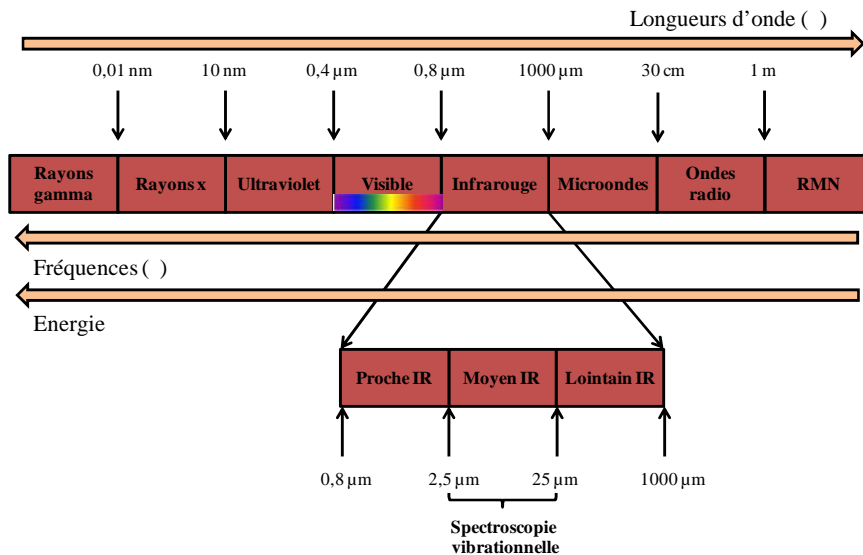 Longueurs d’onde ( )
0,01 nm 10 nm 0,4 µm 0,8 µm 1000 µm 30 cm 1 m
Rayons gamma
Rayons x
Ultraviolet
Visible
Infrarouge
Microondes
Ondes radio
RMN
Fréquences ( )
Energie
Proche IR Moyen IR Lointain IR
0,8 µm 2,5 µm 25 µm 1000 µm
Spectroscopie
vibrationnelle